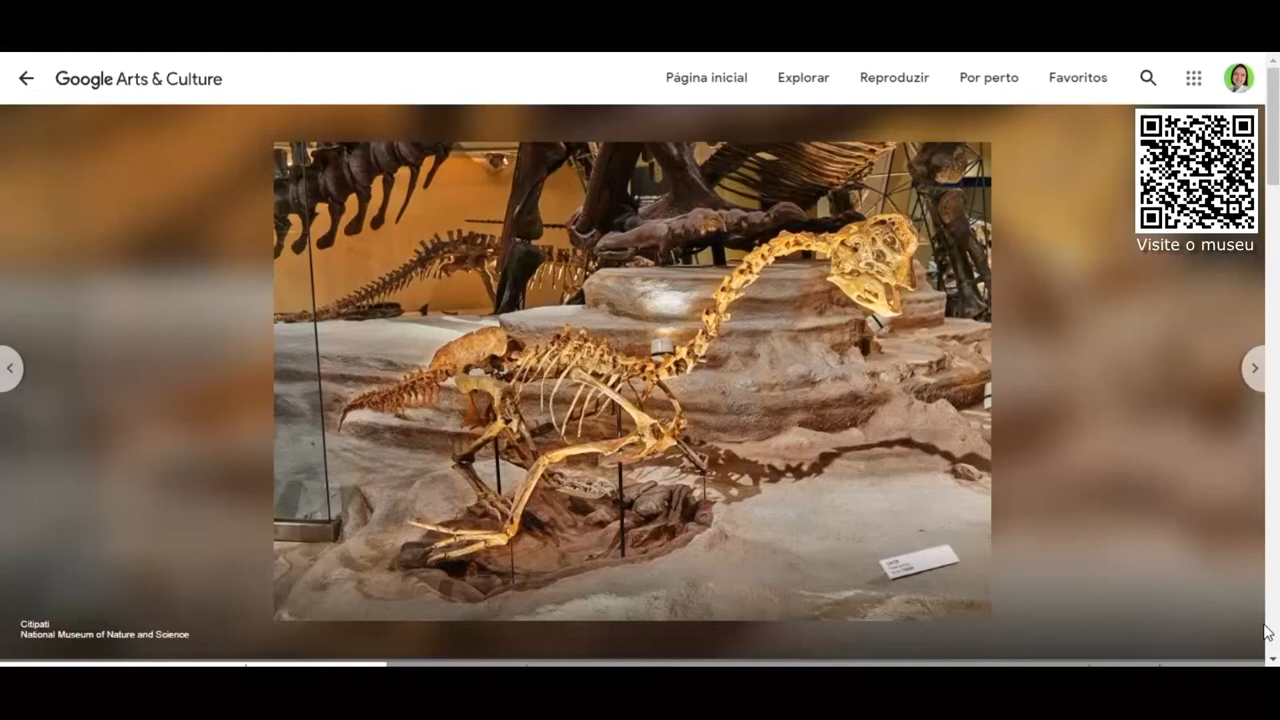 Google Arts & Culture
Página inicial
Explorar
Reproduzir
Por perto
Favoritos
Visite o museu
Citipati
National Museum of Nature and Science